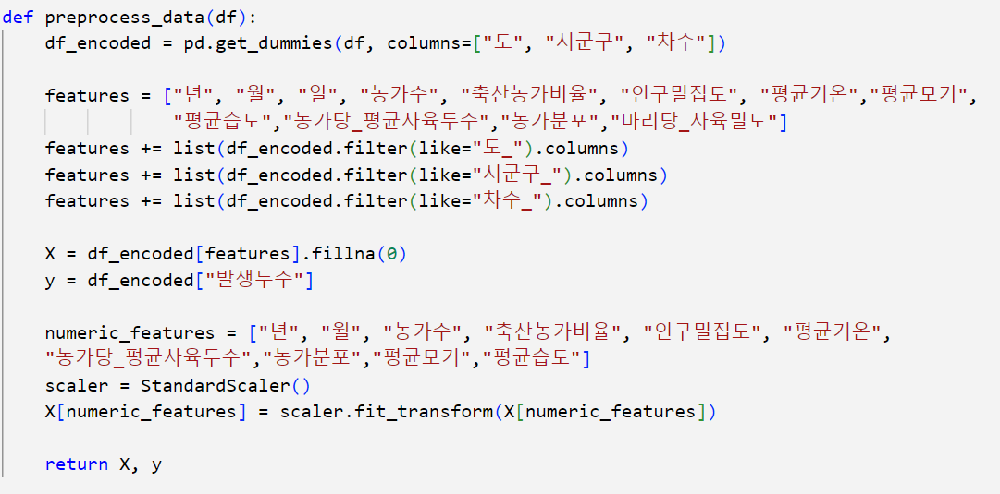 def preprocess_data(df):
    df_encoded = pd.get_dummies(df, columns=["도", "시군구", "차수"])
    features = ["년", "월", "일", "농가수", "축산농가비율", "인구밀집도", "평균기온","평균모기",
                "평균습도","농가당_평균사육두수","농가분포","마리당_사육밀도"]
    features += list(df_encoded.filter(like="도_").columns)
    features += list(df_encoded.filter(like="시군구_").columns)
    features += list(df_encoded.filter(like="차수_").columns)
    X = df_encoded[features].fillna(0)
    y = df_encoded["발생두수"]
    numeric_features = ["년", "월", "농가수", "축산농가비율", "인구밀집도", "평균기온",
    "농가당_평균사육두수","농가분포","평균모기","평균습도"]
    scaler = StandardScaler()
    X[numeric_features] = scaler.fit_transform(X[numeric_features])
    return X, y